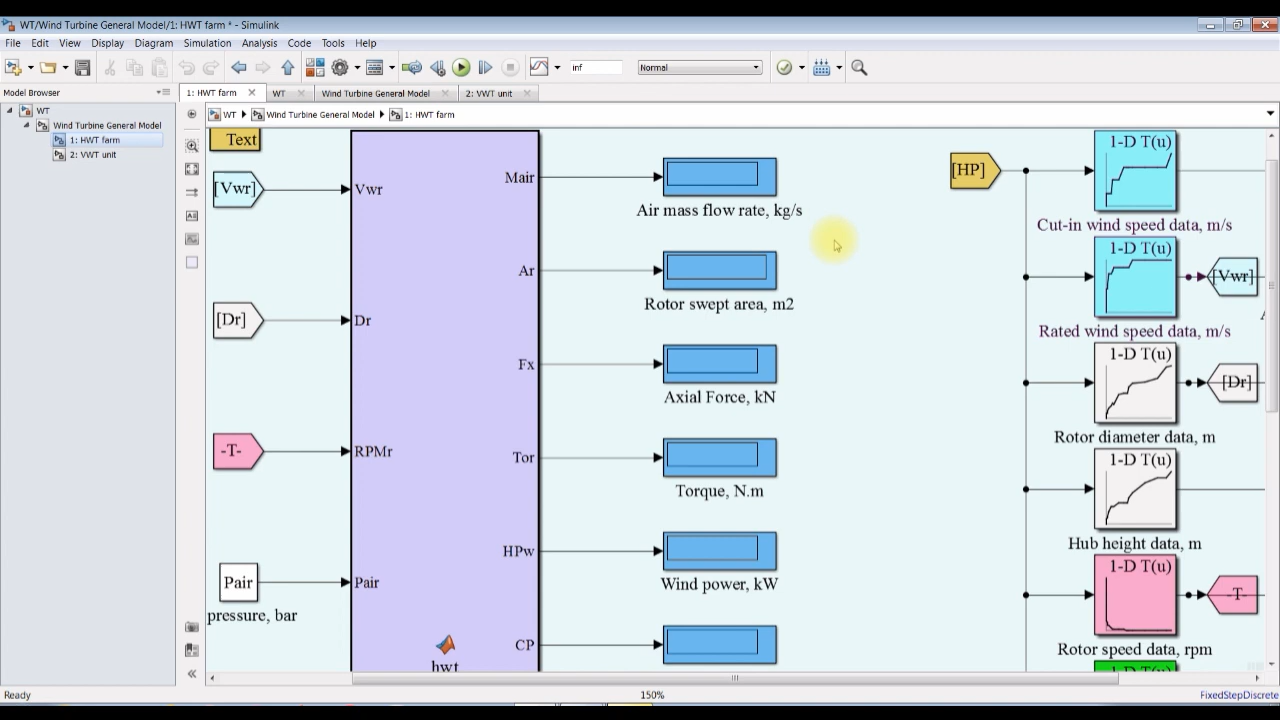 WT/Wind Turbine General Model/1: HWT farm * - Simulink
File Edit View Display Diagram Simulation Analysis Code Tools Help
inf
Normal
Model Browser
1: HWT farm
WT
Wind Turbine General Model
2: VWT unit
WT
Wind Turbine General Model
1: HWT farm
2: VWT unit
WT Wind Turbine General Model 1: HWT farm
Text
[Vwr]
Vwr
[Dr]
Dr
-T-
RPMr
Pair
Pair
pressure, bar
hwt
Mair
Air mass flow rate, kg/s
Ar
Rotor swept area, m2
Fx
Axial Force, kN
Tor
Torque, N.m
HPw
Wind power, kW
CP
[HP]
1-D T(u)
Cut-in wind speed data, m/s
1-D T(u)
[Vwr]
Rated wind speed data, m/s
1-D T(u)
[Dr]
Rotor diameter data, m
1-D T(u)
Hub height data, m
1-D T(u)
-T-
Rotor speed data, rpm
1-D T(u)
Ready
150%
FixedStepDiscrete